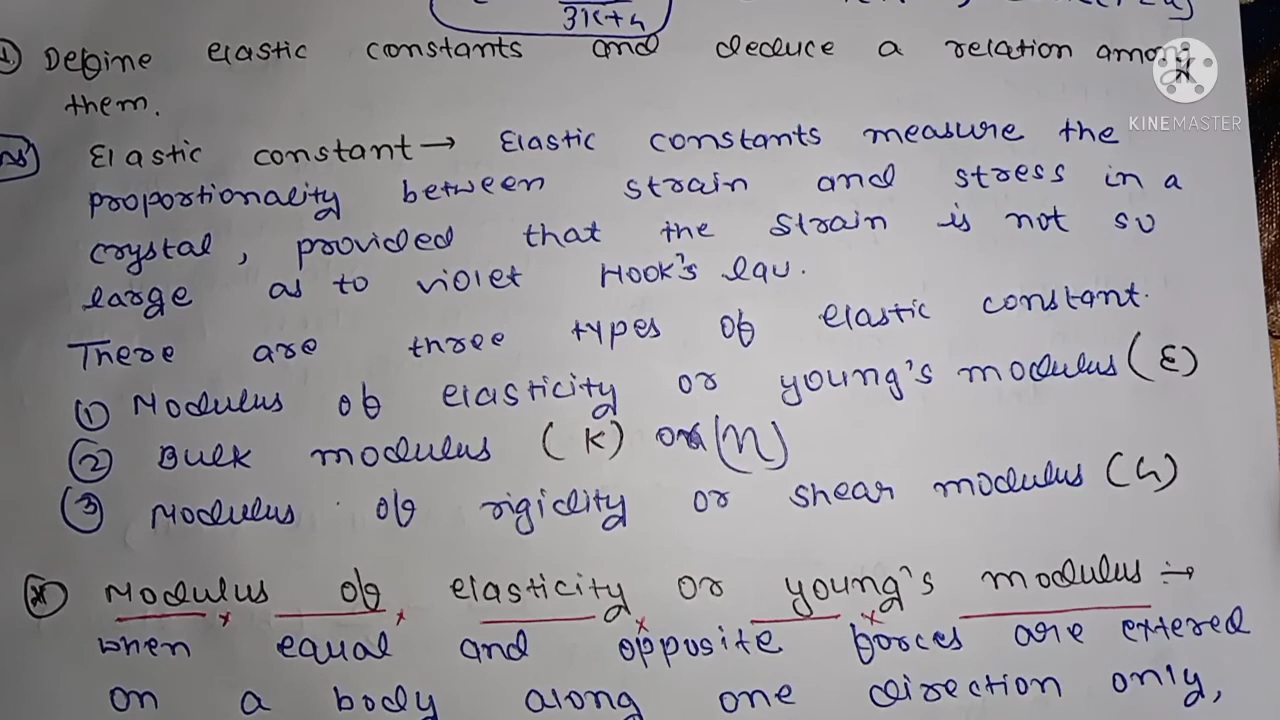 3K+G
1) Define elastic constants and deduce a relation among
them.
KINEMASTER
Ans) Elastic constant → Elastic constants measure the
proportionality between strain and stress in a
crystal, provided that the strain is not so
large as to violet Hook's equ.
There are three types of elastic constant.
(1) Modulus of elasticity or young's modulus (E)
(2) Bulk modulus (K) or (η)
(3) Modulus of rigidity or shear modulus (G)
(*) Modulus of elasticity or young's modulus :→
when equal and opposite forces are extered
on a body along one direction only,